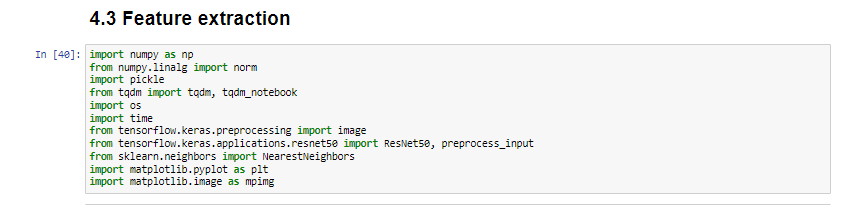 4.3 Feature extraction
In [40]: import numpy as np
from numpy.linalg import norm
import pickle
from tqdm import tqdm, tqdm_notebook
import os
import time
from tensorflow.keras.preprocessing import image
from tensorflow.keras.applications.resnet50 import ResNet50, preprocess_input
from sklearn.neighbors import NearestNeighbors
import matplotlib.pyplot as plt
import matplotlib.image as mpimg